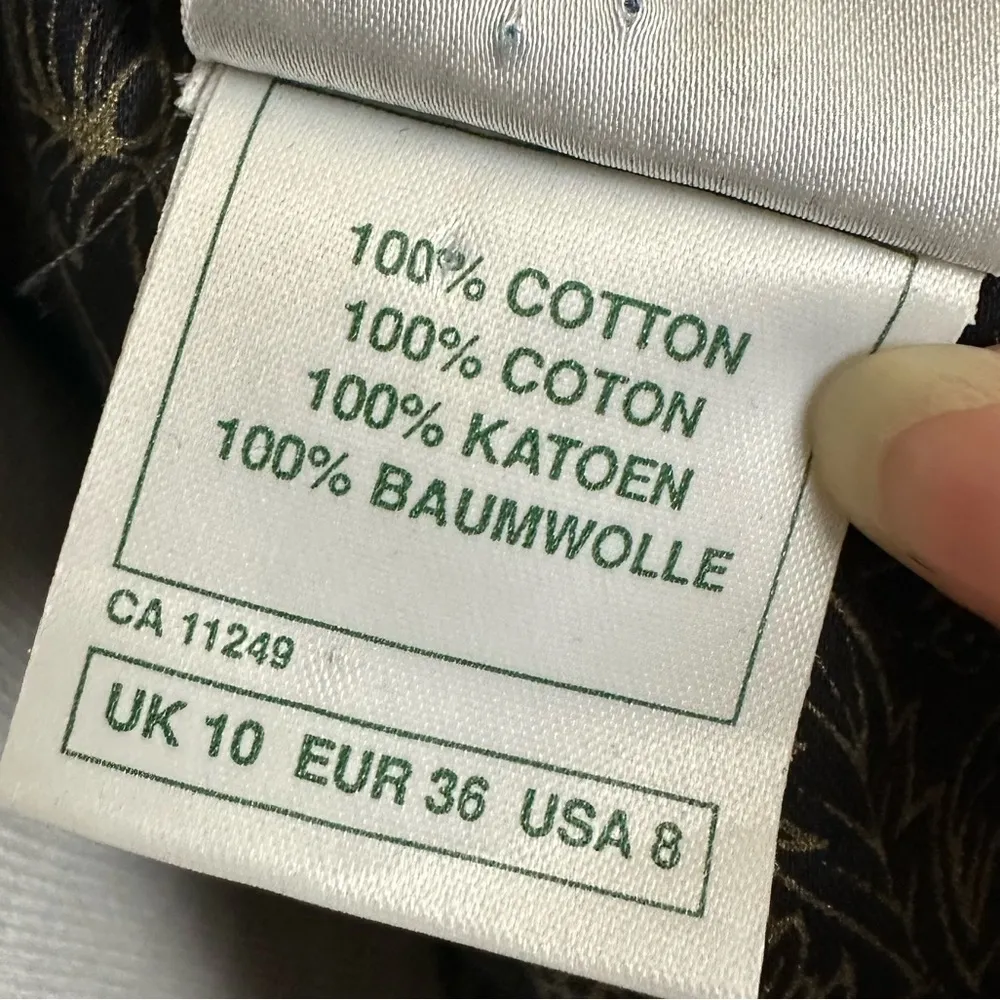 100% COTTON
100% COTON
100% KATOEN
100% BAUMWOLLE
CA 11249
UK 10 EUR 36 USA 8